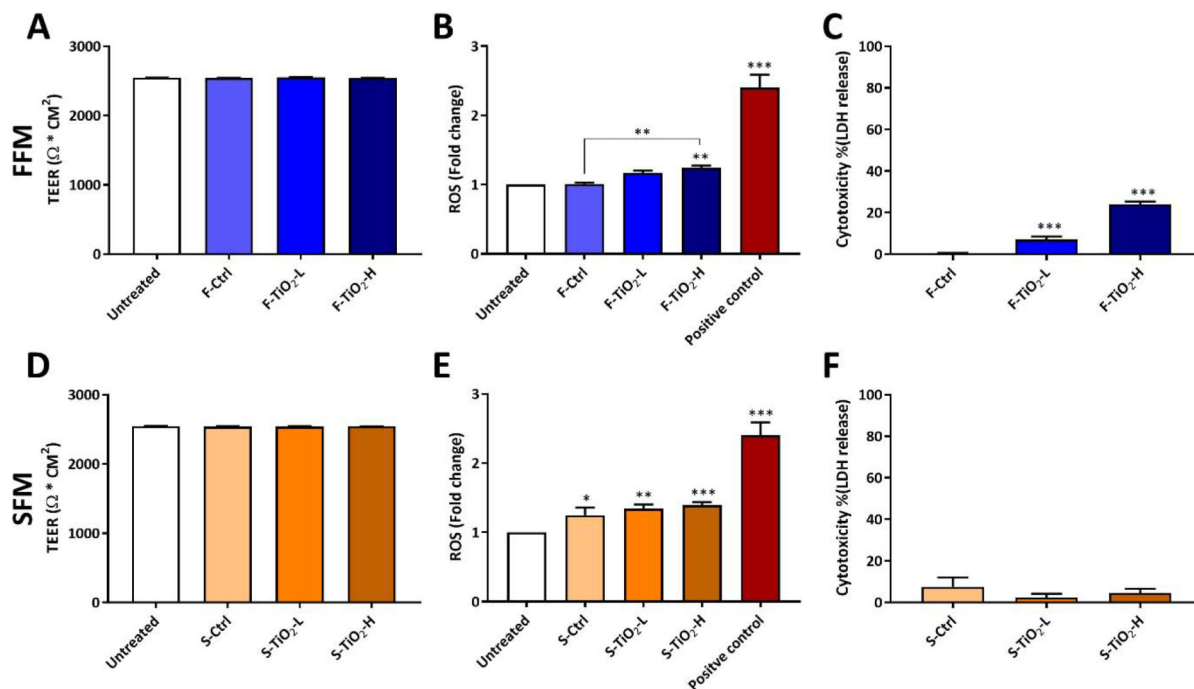 A
FFM
TEER (Ω * CM²)
3000
2000
1000
0
Untreated
F-Ctrl
F-TiO₂-L
F-TiO₂-H
B
ROS (Fold change)
3
2
1
0
**
**
***
Untreated
F-Ctrl
F-TiO₂-L
F-TiO₂-H
Positive control
C
Cytotoxicity %(LDH release)
100
80
60
40
20
0
***
***
F-Ctrl
F-TiO₂-L
F-TiO₂-H
D
SFM
TEER (Ω * CM²)
3000
2000
1000
0
Untreated
S-Ctrl
S-TiO₂-L
S-TiO₂-H
E
ROS (Fold change)
3
2
1
0
*
**
***
***
Untreated
S-Ctrl
S-TiO₂-L
S-TiO₂-H
Positve control
F
Cytotoxicity %(LDH release)
100
80
60
40
20
0
S-Ctrl
S-TiO₂-L
S-TiO₂-H